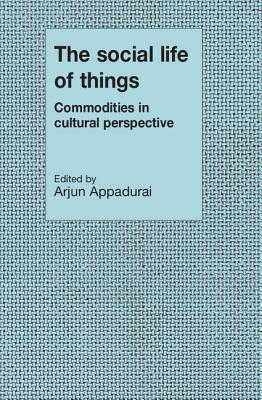 The social life
of things
Commodities in
cultural perspective
Edited by
Arjun Appadurai